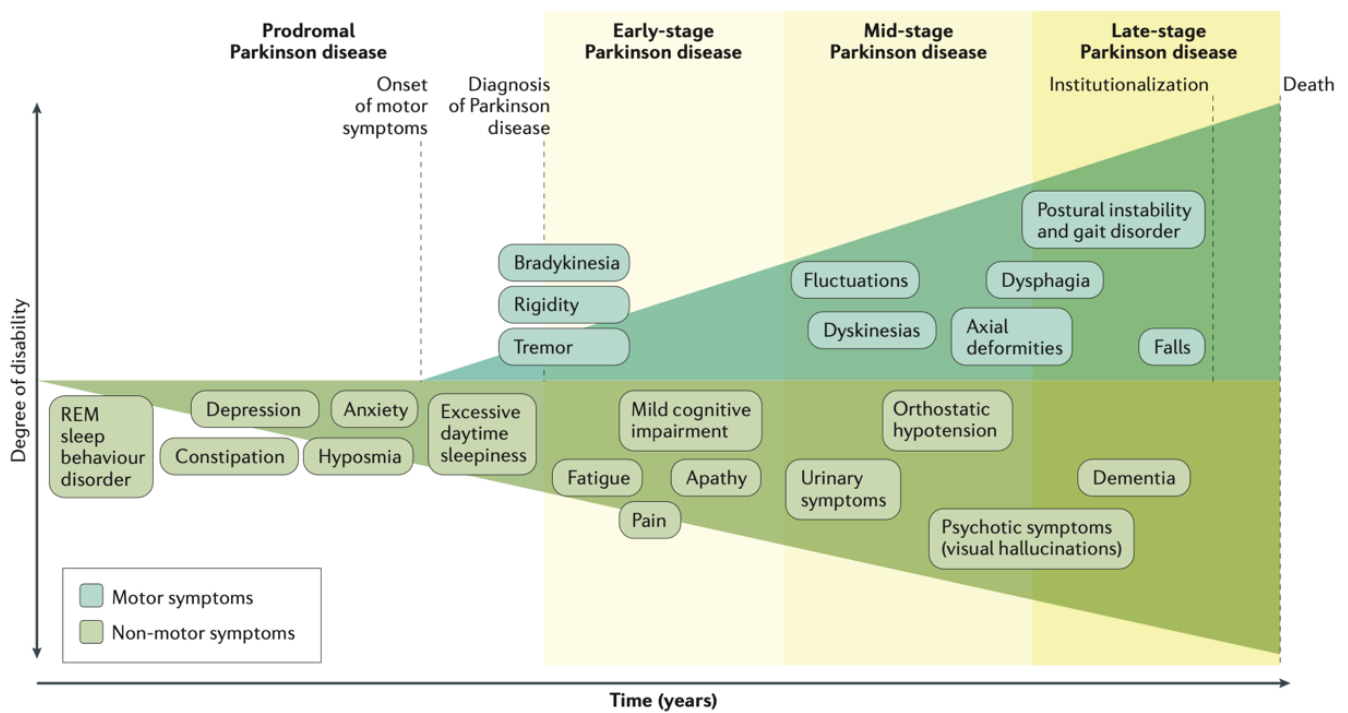 Prodromal
Parkinson disease
Early-stage
Parkinson disease
Mid-stage
Parkinson disease
Late-stage
Parkinson disease
Onset
of motor
symptoms
Diagnosis
of Parkinson
disease
Institutionalization
Death
Degree of disability
Bradykinesia
Rigidity
Tremor
Fluctuations
Dyskinesias
Postural instability
and gait disorder
Dysphagia
Axial
deformities
Falls
REM
sleep
behaviour
disorder
Depression
Constipation
Anxiety
Hyposmia
Excessive
daytime
sleepiness
Mild cognitive
impairment
Fatigue
Apathy
Pain
Orthostatic
hypotension
Urinary
symptoms
Dementia
Psychotic symptoms
(visual hallucinations)
Motor symptoms
Non-motor symptoms
Time (years)